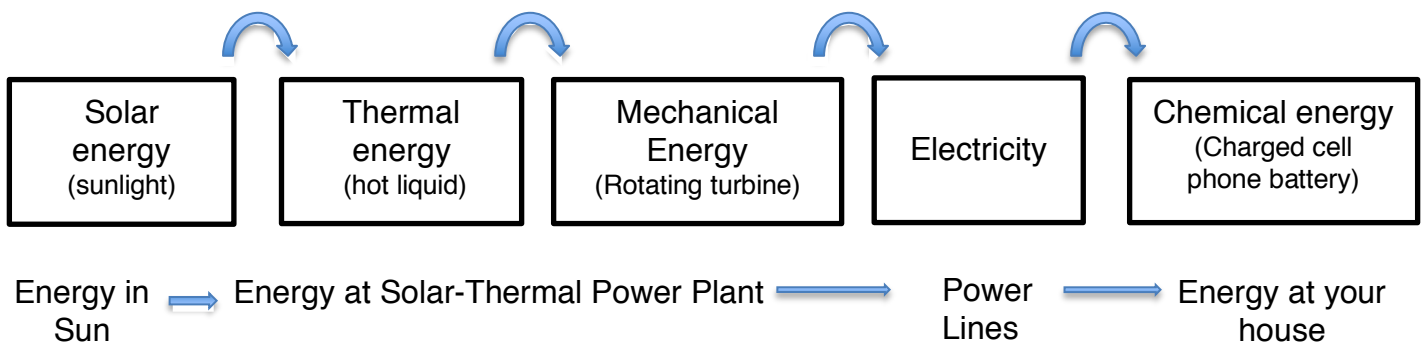 Solar
energy
(sunlight)
Thermal
energy
(hot liquid)
Mechanical
Energy
(Rotating turbine)
Electricity
Chemical energy
(Charged cell
phone battery)
Energy in
Sun
Energy at Solar-Thermal Power Plant
Power
Lines
Energy at your
house